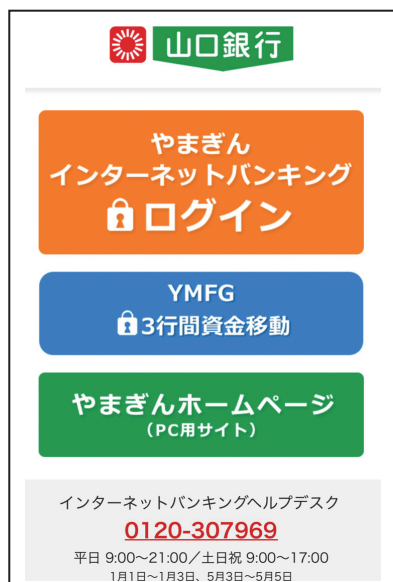 山口銀行
やまぎん
インターネットバンキング
ログイン
YMFG
3行間資金移動
やまぎんホームページ
（PC用サイト）
インターネットバンキングヘルプデスク
0120-307969
平日 9:00～21:00／土日祝 9:00～17:00
1月1日～1月3日、5月3日～5月5日